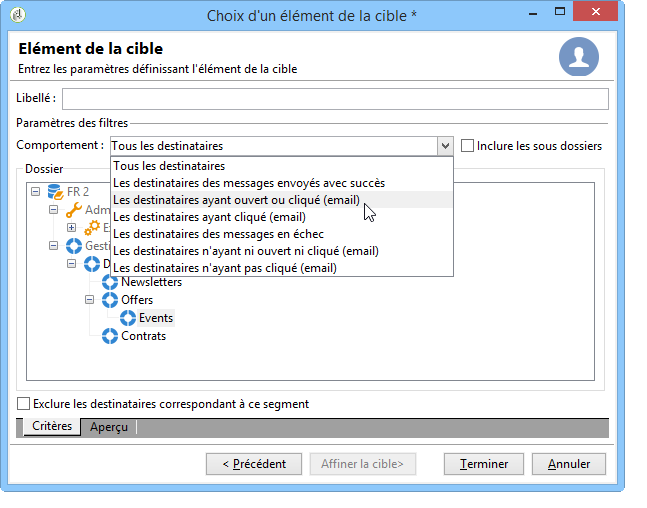 Choix d'un élément de la cible *
Elément de la cible
Entrez les paramètres définissant l'élément de la cible
Libellé :
Paramètres des filtres
Comportement : Tous les destinataires Inclure les sous dossiers
Tous les destinataires
Les destinataires des messages envoyés avec succès
Les destinataires ayant ouvert ou cliqué (email)
Les destinataires ayant cliqué (email)
Les destinataires des messages en échec
Les destinataires n'ayant ni ouvert ni cliqué (email)
Les destinataires n'ayant pas cliqué (email)
Dossier
FR 2
Adm
E
Gesti
D
Newsletters
Offers
Events
Contrats
Exclure les destinataires correspondant à ce segment
Critères Aperçu
< Précédent Affiner la cible> Terminer Annuler